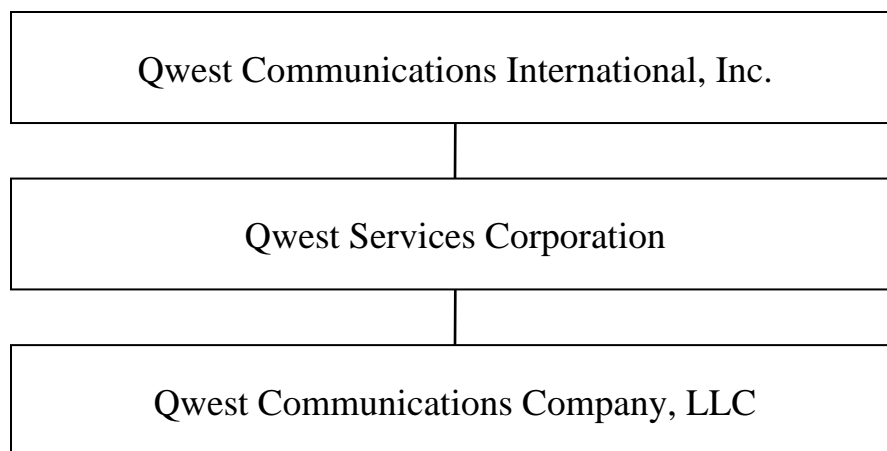 Qwest Communications International, Inc.
Qwest Services Corporation
Qwest Communications Company, LLC